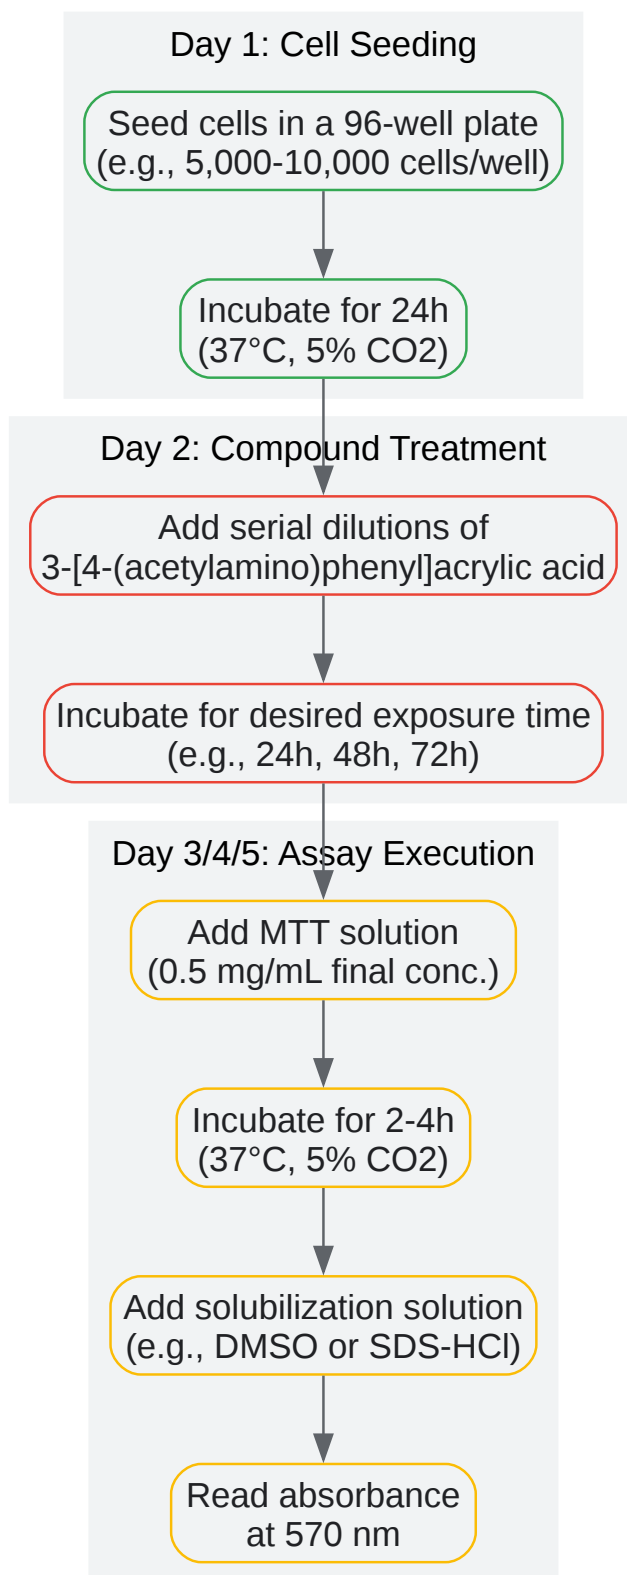 Day 1: Cell Seeding
Seed cells in a 96-well plate
(e.g., 5,000-10,000 cells/well)
Incubate for 24h
(37°C, 5% CO2)
Day 2: Compound Treatment
Add serial dilutions of
3-[4-(acetylamino)phenyl]acrylic acid
Incubate for desired exposure time
(e.g., 24h, 48h, 72h)
Day 3/4/5: Assay Execution
Add MTT solution
(0.5 mg/mL final conc.)
Incubate for 2-4h
(37°C, 5% CO2)
Add solubilization solution
(e.g., DMSO or SDS-HCl)
Read absorbance
at 570 nm